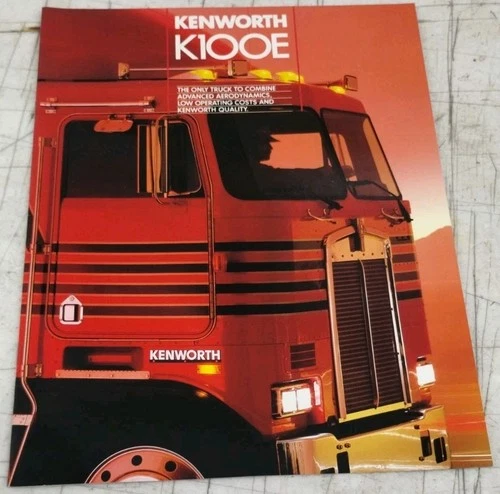 KENWORTH
K100E
THE ONLY TRUCK TO COMBINE
ADVANCED AERODYNAMICS,
LOW OPERATING COSTS AND
KENWORTH QUALITY.
KENWORTH